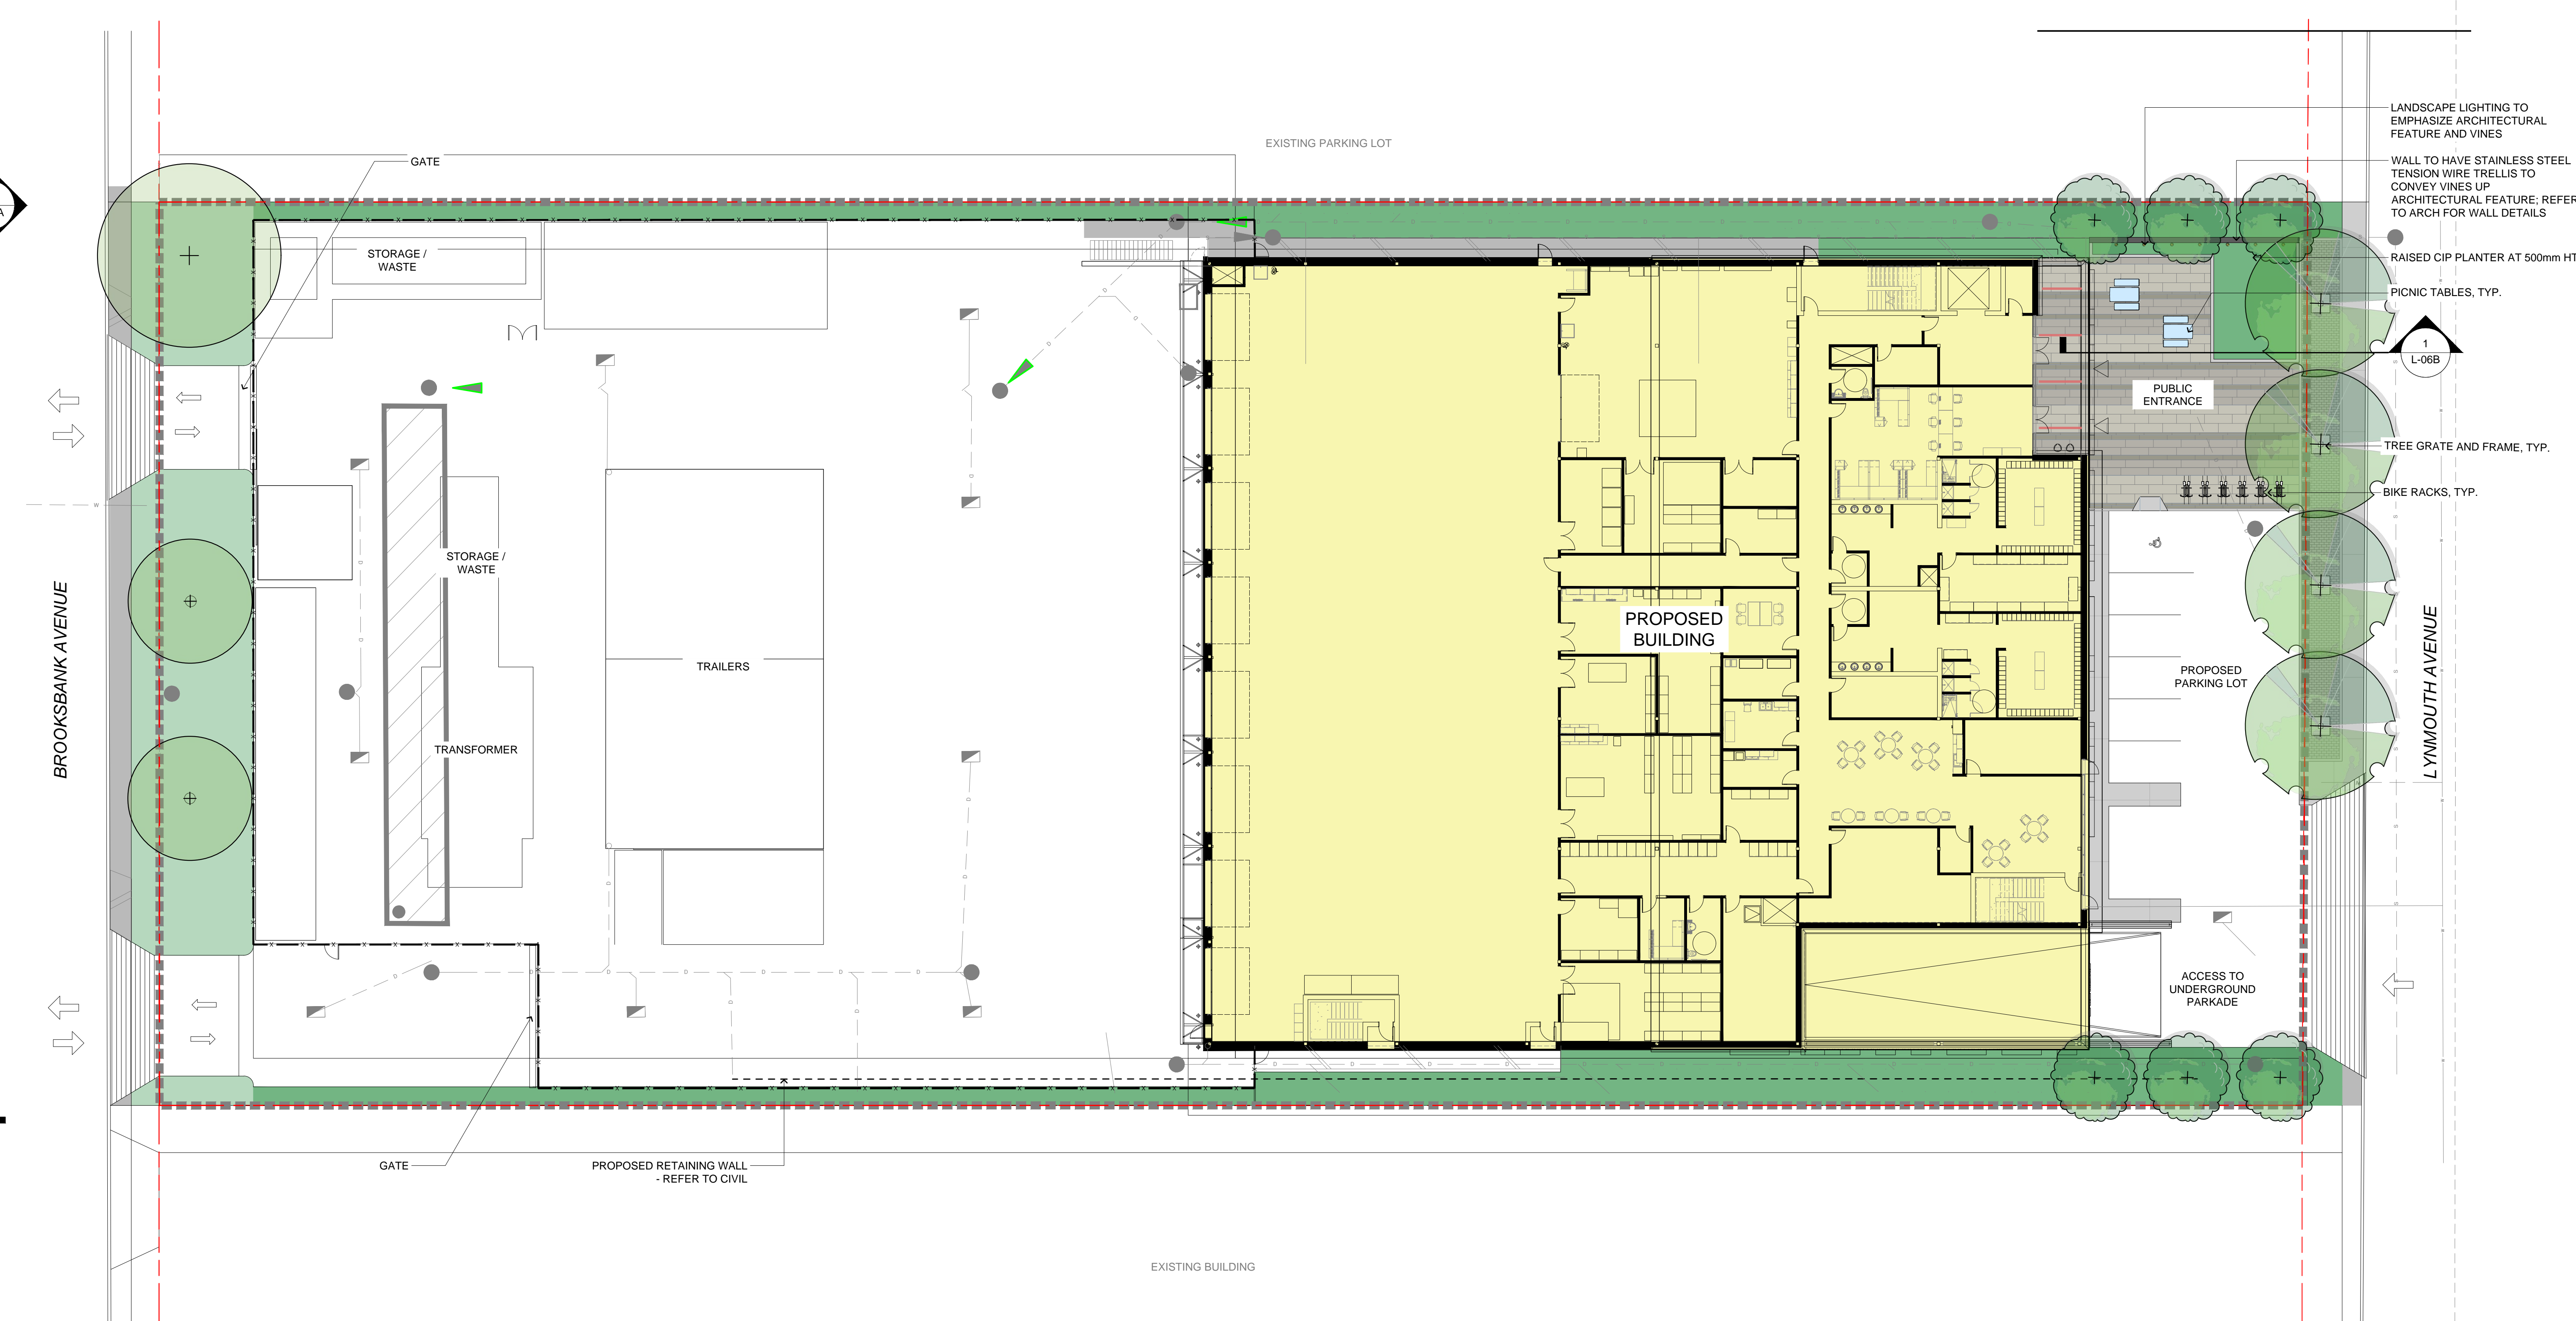 LANDSCAPE LIGHTING TO
EMPHASIZE ARCHITECTURAL
FEATURE AND VINES
EXISTING PARKING LOT
GATE
WALL TO HAVE STAINLESS STEEL
TENSION WIRE TRELLIS TO
CONVEY VINES UP
ARCHITECTURAL FEATURE; REFER
TO ARCH FOR WALL DETAILS
A
STORAGE /
WASTE
RAISED CIP PLANTER AT 500mm HT
PICNIC TABLES, TYP.
1
L-06B
PUBLIC
ENTRANCE
TREE GRATE AND FRAME, TYP.
BIKE RACKS, TYP.
STORAGE /
WASTE
BROOKSBANK AVENUE
PROPOSED
BUILDING
TRAILERS
PROPOSED
PARKING LOT
LYNMOUTH AVENUE
TRANSFORMER
ACCESS TO
UNDERGROUND
PARKADE
GATE
PROPOSED RETAINING WALL
- REFER TO CIVIL
EXISTING BUILDING